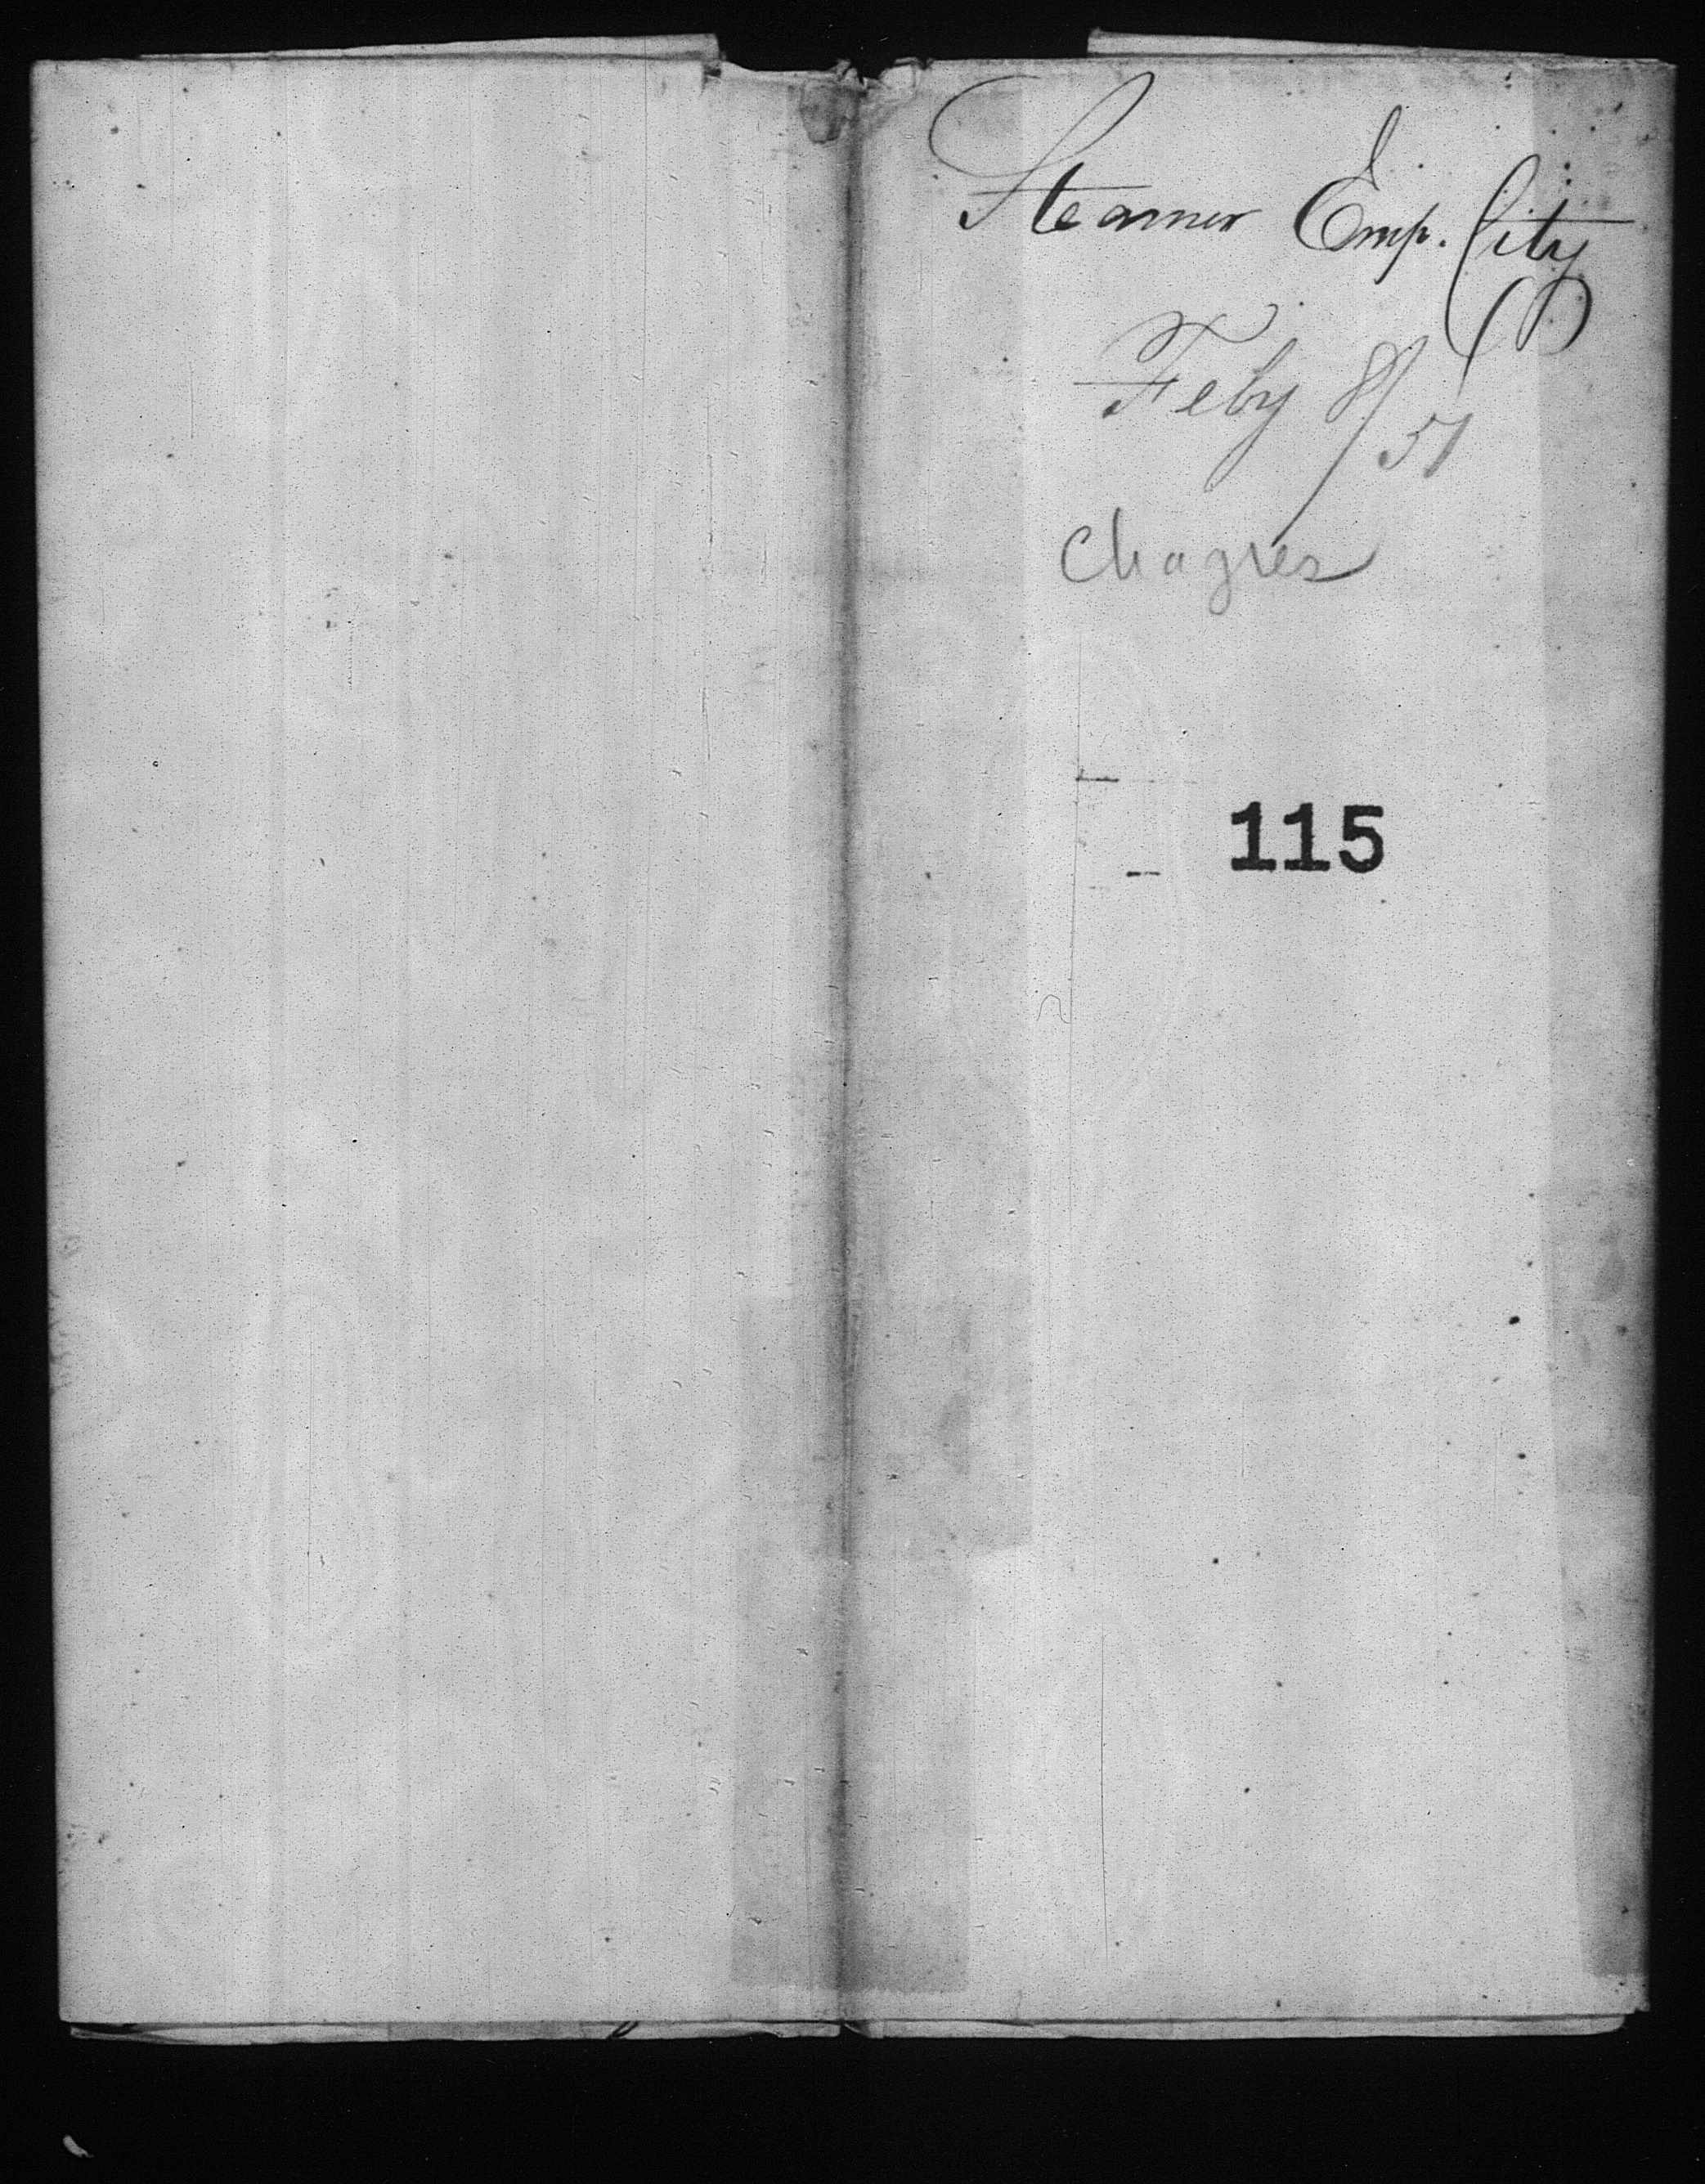 Steamer Emp. City
Feby 8/51
Chagres
115